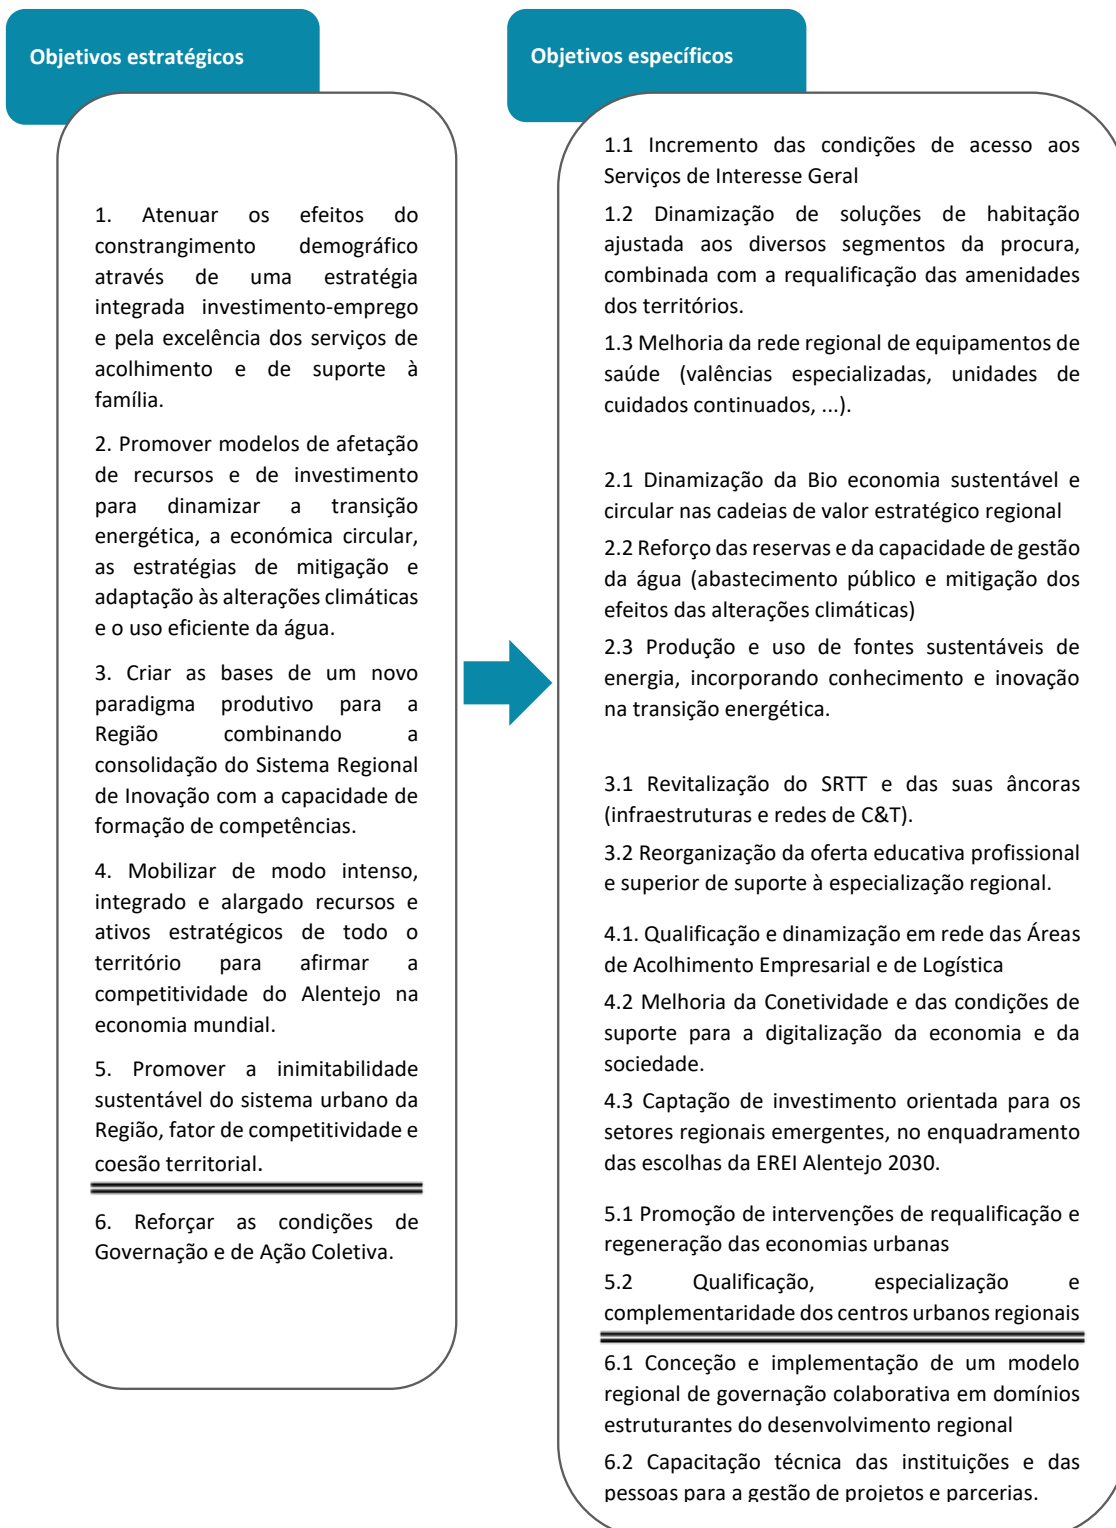 Objetivos estratégicos
1. Atenuar os efeitos do
constrangimento demográfico
através de uma estratégia
integrada investimento-emprego
e pela excelência dos serviços de
acolhimento e de suporte à
família.
2. Promover modelos de afetação
de recursos e de investimento
para dinamizar a transição
energética, a económica circular,
as estratégias de mitigação e
adaptação às alterações climáticas
e o uso eficiente da água.
3. Criar as bases de um novo
paradigma produtivo para a
Região combinando a
consolidação do Sistema Regional
de Inovação com a capacidade de
formação de competências.
4. Mobilizar de modo intenso,
integrado e alargado recursos e
ativos estratégicos de todo o
território para afirmar a
competitividade do Alentejo na
economia mundial.
5. Promover a inimitabilidade
sustentável do sistema urbano da
Região, fator de competitividade e
coesão territorial.
6. Reforçar as condições de
Governação e de Ação Coletiva.
Objetivos específicos
1.1 Incremento das condições de acesso aos
Serviços de Interesse Geral
1.2 Dinamização de soluções de habitação
ajustada aos diversos segmentos da procura,
combinada com a requalificação das amenidades
dos territórios.
1.3 Melhoria da rede regional de equipamentos de
saúde (valências especializadas, unidades de
cuidados continuados, ...).
2.1 Dinamização da Bio economia sustentável e
circular nas cadeias de valor estratégico regional
2.2 Reforço das reservas e da capacidade de gestão
da água (abastecimento público e mitigação dos
efeitos das alterações climáticas)
2.3 Produção e uso de fontes sustentáveis de
energia, incorporando conhecimento e inovação
na transição energética.
3.1 Revitalização do SRTT e das suas âncoras
(infraestruturas e redes de C&T).
3.2 Reorganização da oferta educativa profissional
e superior de suporte à especialização regional.
4.1. Qualificação e dinamização em rede das Áreas
de Acolhimento Empresarial e de Logística
4.2 Melhoria da Conetividade e das condições de
suporte para a digitalização da economia e da
sociedade.
4.3 Captação de investimento orientada para os
setores regionais emergentes, no enquadramento
das escolhas da EREI Alentejo 2030.
5.1 Promoção de intervenções de requalificação e
regeneração das economias urbanas
5.2 Qualificação, especialização e
complementaridade dos centros urbanos regionais
6.1 Conceção e implementação de um modelo
regional de governação colaborativa em domínios
estruturantes do desenvolvimento regional
6.2 Capacitação técnica das instituições e das
pessoas para a gestão de projetos e parcerias.